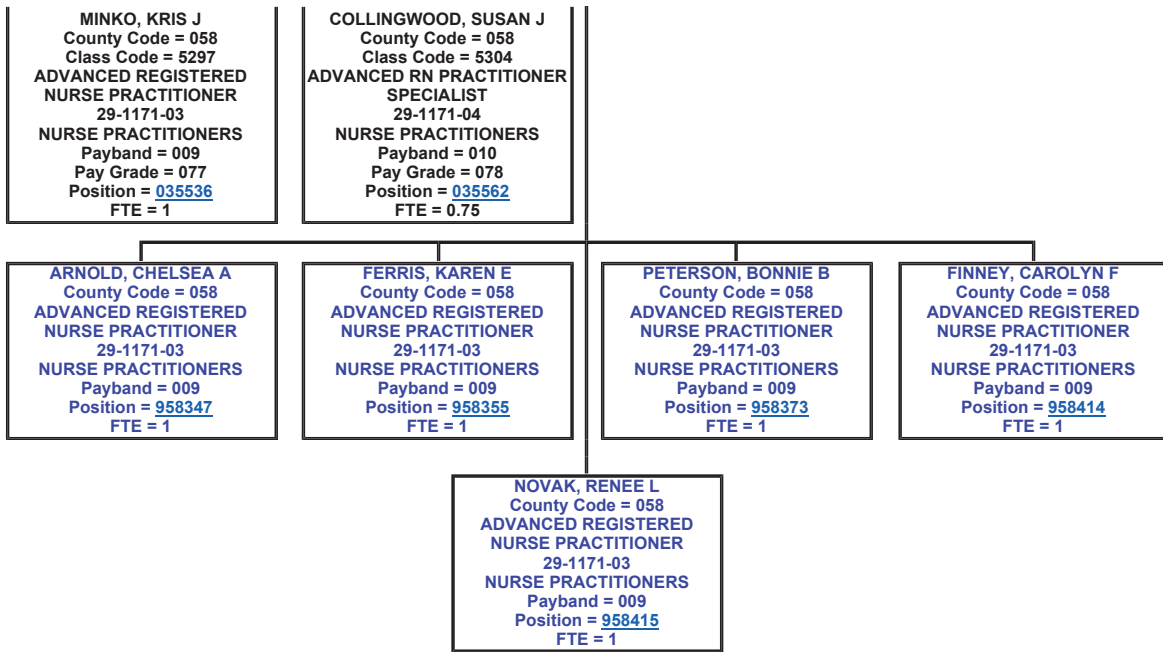 MINKO, KRIS J
County Code = 058
Class Code = 5297
ADVANCED REGISTERED
NURSE PRACTITIONER
29-1171-03
NURSE PRACTITIONERS
Payband = 009
Pay Grade = 077
Position = 035536
FTE = 1
COLLINGWOOD, SUSAN J
County Code = 058
Class Code = 5304
ADVANCED RN PRACTITIONER
SPECIALIST
29-1171-04
NURSE PRACTITIONERS
Payband = 010
Pay Grade = 078
Position = 035562
FTE = 0.75
ARNOLD, CHELSEA A
County Code = 058
ADVANCED REGISTERED
NURSE PRACTITIONER
29-1171-03
NURSE PRACTITIONERS
Payband = 009
Position = 958347
FTE = 1
FERRIS, KAREN E
County Code = 058
ADVANCED REGISTERED
NURSE PRACTITIONER
29-1171-03
NURSE PRACTITIONERS
Payband = 009
Position = 958355
FTE = 1
PETERSON, BONNIE B
County Code = 058
ADVANCED REGISTERED
NURSE PRACTITIONER
29-1171-03
NURSE PRACTITIONERS
Payband = 009
Position = 958373
FTE = 1
FINNEY, CAROLYN F
County Code = 058
ADVANCED REGISTERED
NURSE PRACTITIONER
29-1171-03
NURSE PRACTITIONERS
Payband = 009
Position = 958414
FTE = 1
NOVAK, RENEE L
County Code = 058
ADVANCED REGISTERED
NURSE PRACTITIONER
29-1171-03
NURSE PRACTITIONERS
Payband = 009
Position = 958415
FTE = 1